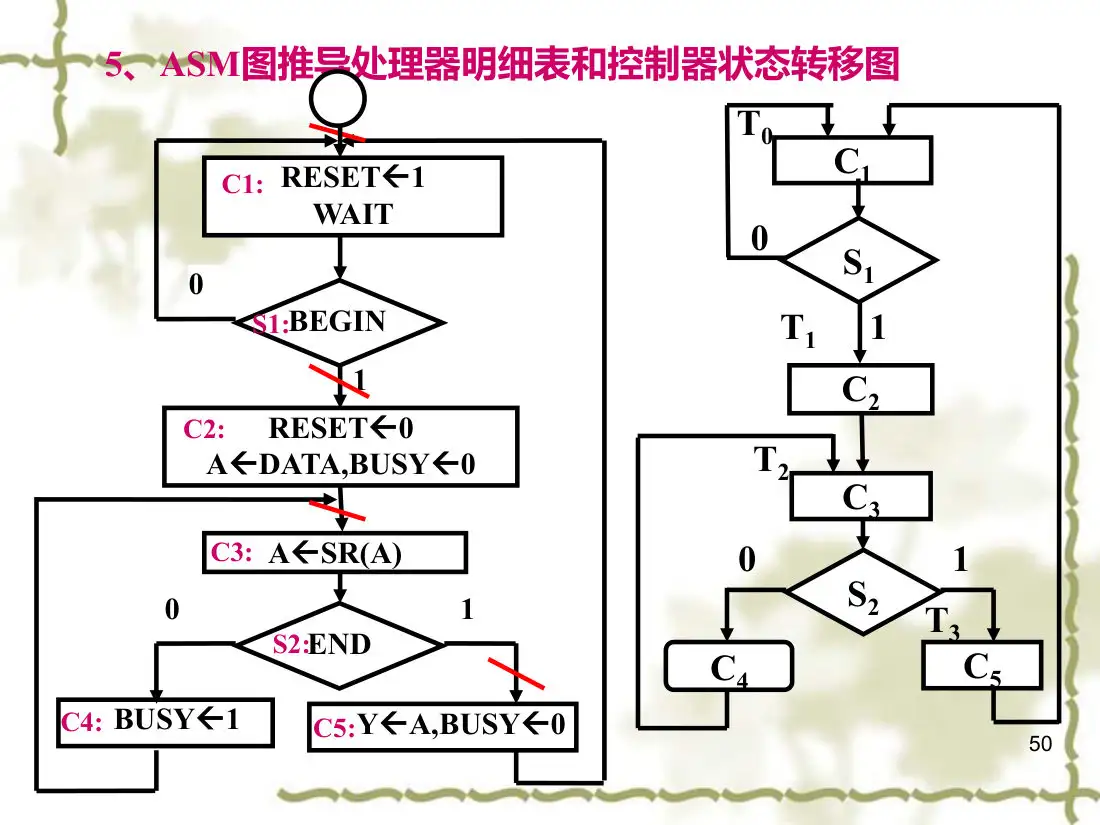 5、ASM图推导处理器明细表和控制器状态转移图
C1: RESET←1
WAIT
0
S1:BEGIN
1
C2: RESET←0
A←DATA,BUSY←0
C3: A←SR(A)
0
1
S2:END
C4: BUSY←1
C5:Y←A,BUSY←0
T0
C1
0
S1
T1
1
C2
T2
C3
0
1
S2
T3
C4
C5
50